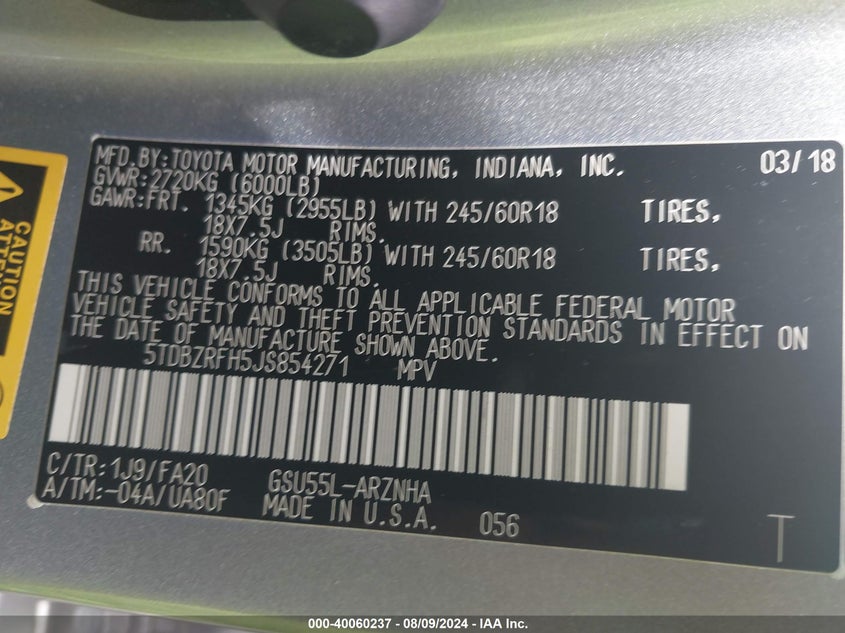 MFD.BY:TOYOTA MOTOR MANUFACTURING, INDIANA, INC. 03/18
GVWR:2720KG (6000LB)
GAWR:FRT. 1345KG (2955LB) WITH 245/60R18 TIRES,
18X7.5J RIMS.
RR. 1590KG (3505LB) WITH 245/60R18 TIRES,
18X7.5J RIMS.
THIS VEHICLE CONFORMS TO ALL APPLICABLE FEDERAL MOTOR
VEHICLE SAFETY AND THEFT PREVENTION STANDARDS IN EFFECT ON
THE DATE OF MANUFACTURE SHOWN ABOVE.
5TDBZRFH5JS854271 MPV
C/TR:1J9/FA20 GSU55L-ARZNHA
A/TM:-04A/UA80F MADE IN U.S.A. 056 T
CAUTION
000-40060237 - 08/09/2024 - IAA Inc.